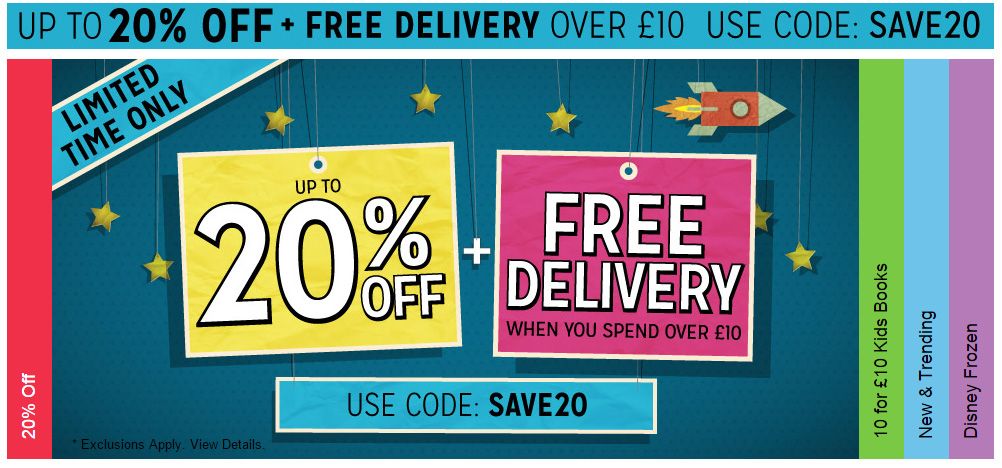 UP TO 20% OFF + FREE DELIVERY OVER £10 USE CODE: SAVE20
LIMITED
TIME ONLY
UP TO
20%
OFF
+
FREE
DELIVERY
WHEN YOU SPEND OVER £10
USE CODE: SAVE20
* Exclusions Apply. View Details.
20% Off
10 for £10 Kids Books
New & Trending
Disney Frozen